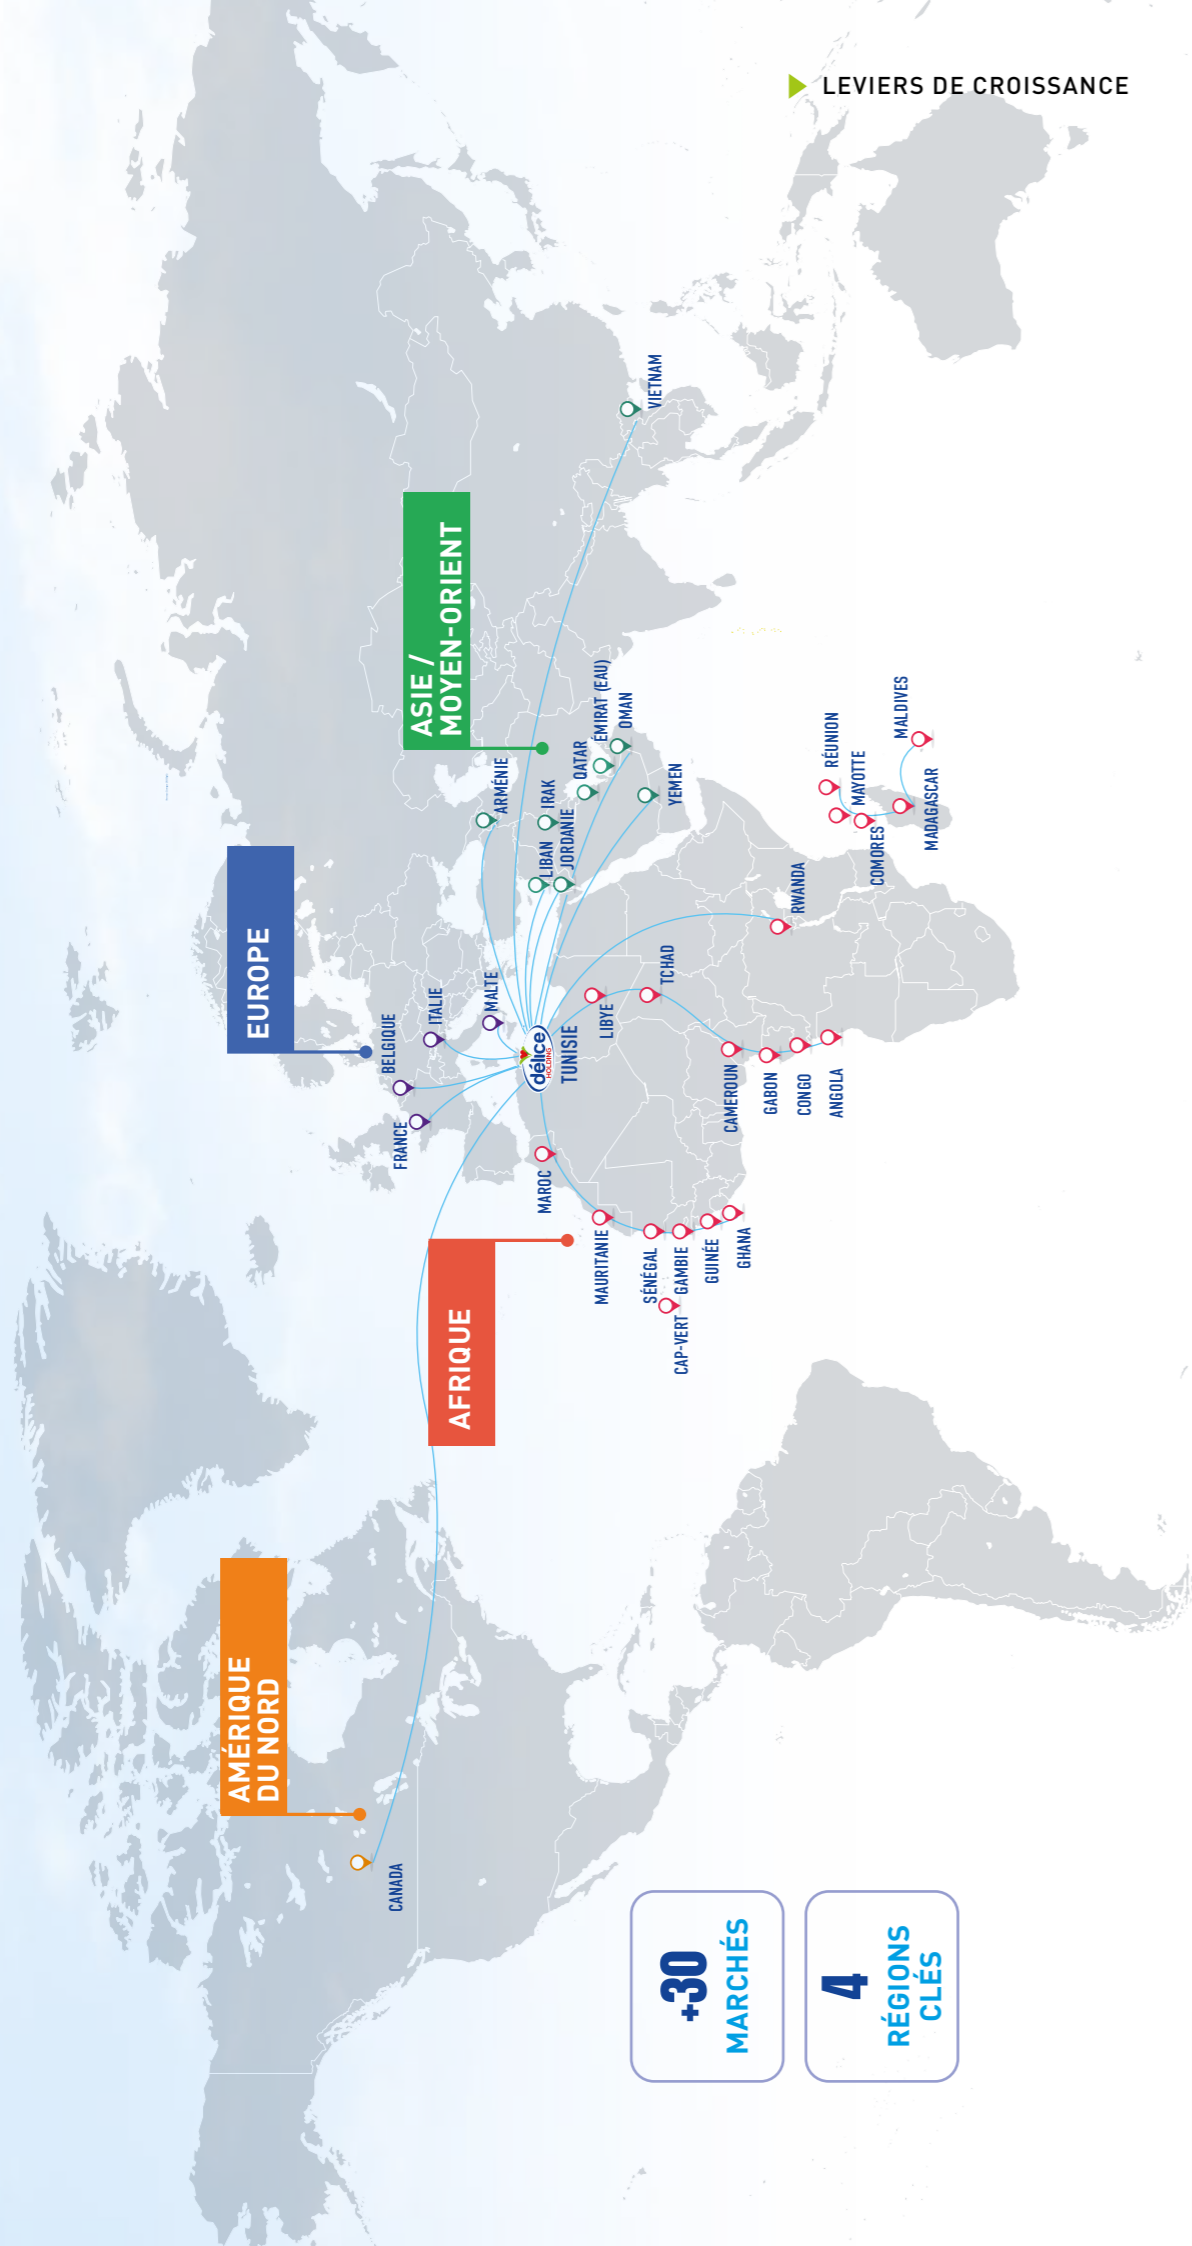 LEVIERS DE CROISSANCE
AMÉRIQUE
DU NORD
CANADA
EUROPE
BELGIQUE
FRANCE
ITALIE
MALTE
ASIE /
MOYEN-ORIENT
ARMÉNIE
LIBAN
IRAK
JORDANIE
QATAR
ÉMIRAT (EAU)
OMAN
YEMEN
VIETNAM
délice
HOLDING
TUNISIE
AFRIQUE
MAROC
MAURITANIE
SÉNÉGAL
CAP-VERT
GAMBIE
GUINÉE
GHANA
LIBYE
TCHAD
CAMEROUN
GABON
CONGO
ANGOLA
RWANDA
RÉUNION
MAYOTTE
COMORES
MADAGASCAR
MALDIVES
+30
MARCHÉS
4
RÉGIONS
CLÉS